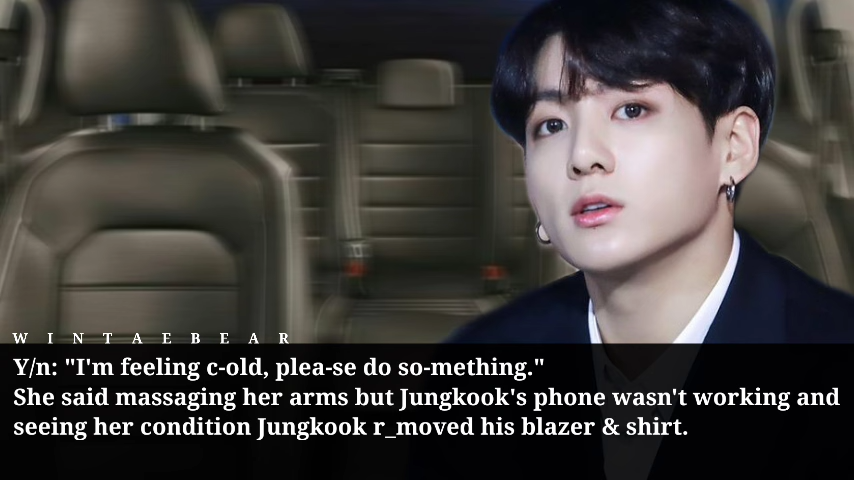 W I N T A E B E A R
Y/n: "I'm feeling c-old, plea-se do so-mething."
She said massaging her arms but Jungkook's phone wasn't working and
seeing her condition Jungkook r_moved his blazer & shirt.